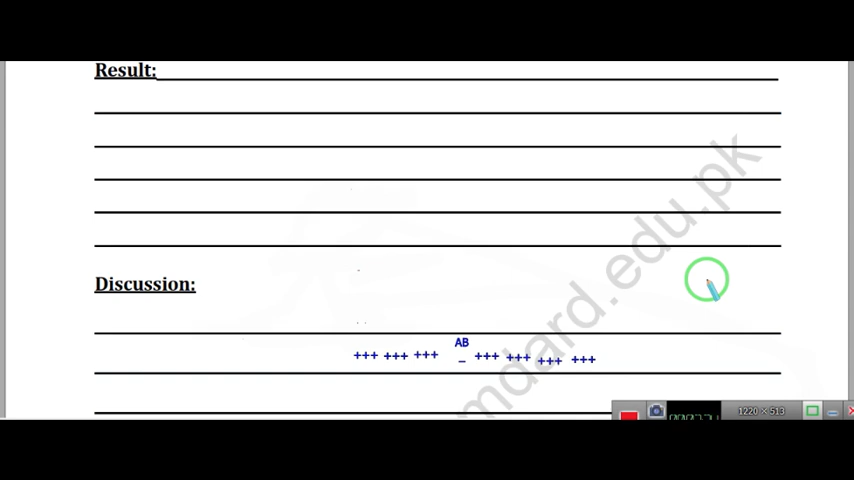 Result:
mdard.edu.pk
Discussion:
AB
+++ +++ +++ _ +++ +++ +++ +++
1220 × 513